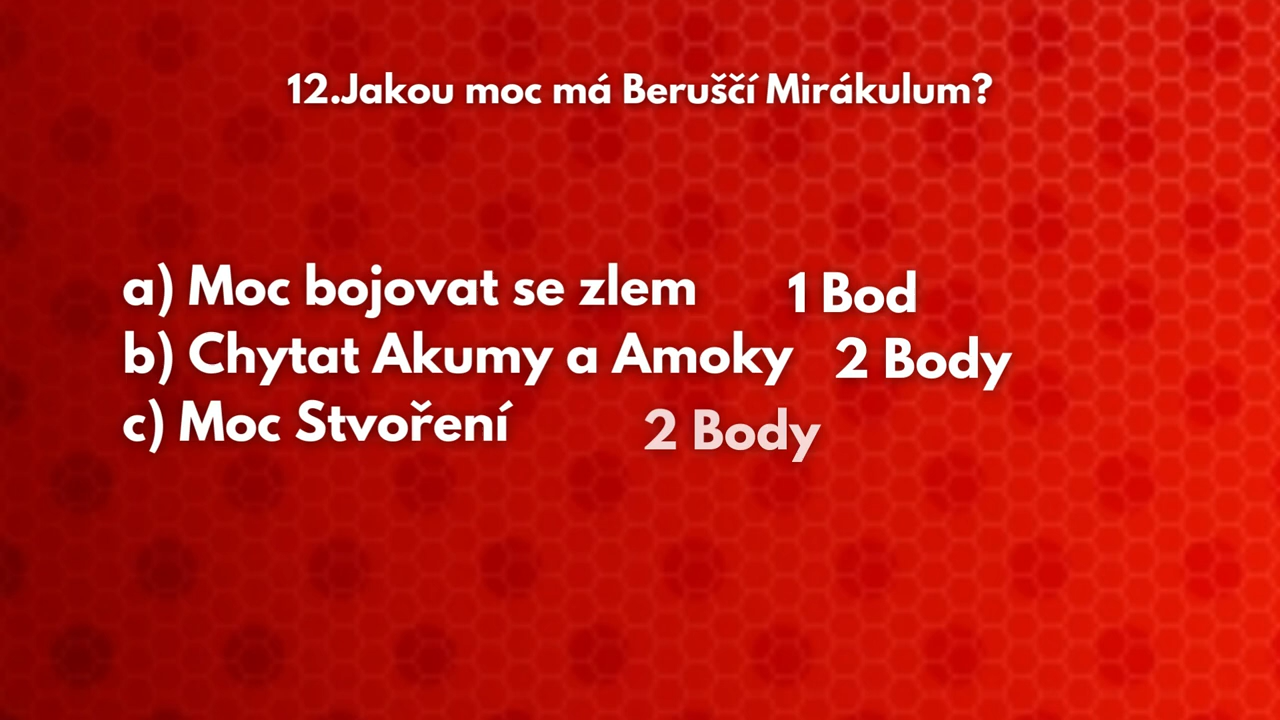 12.Jakou moc má Beruščí Mirákulum?
a) Moc bojovat se zlem 1 Bod
b) Chytat Akumy a Amoky 2 Body
c) Moc Stvoření 2 Body